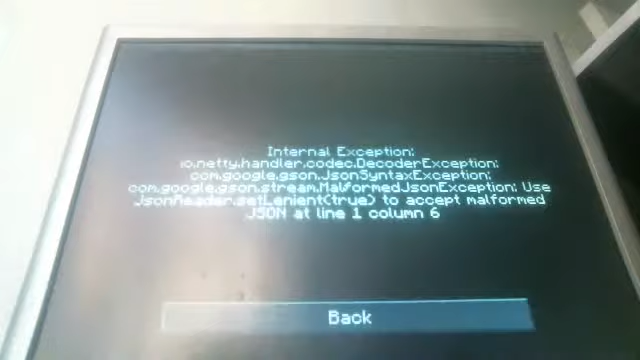 Internal Exception:
io.netty.handler.codec.DecoderException:
com.google.gson.JsonSyntaxException:
com.google.gson.stream.MalformedJsonException: Use
JsonReader.setLenient(true) to accept malformed
JSON at line 1 column 6
Back